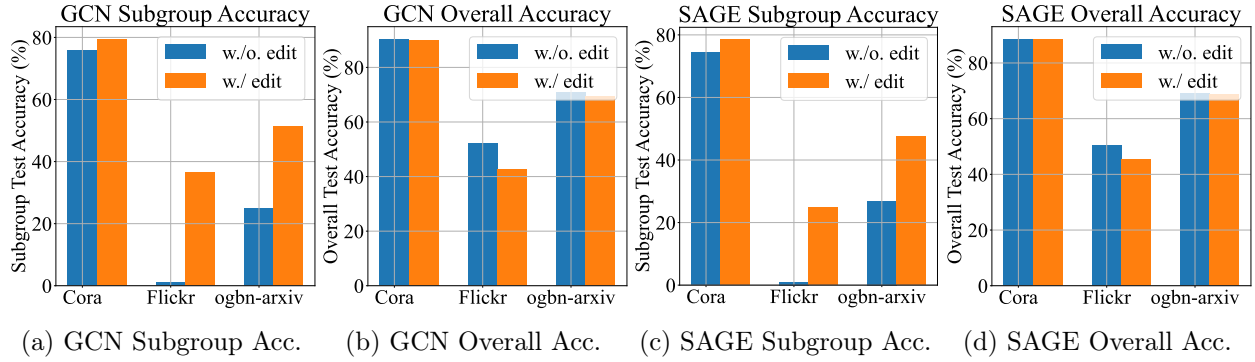 GCN Subgroup Accuracy
Subgroup Test Accuracy (%)
80
60
40
20
0
w./o. edit
w./ edit
Cora
Flickr
ogbn-arxiv
(a) GCN Subgroup Acc.
GCN Overall Accuracy
Overall Test Accuracy (%)
80
60
40
20
0
w./o. edit
w./ edit
Cora
Flickr
ogbn-arxiv
(b) GCN Overall Acc.
SAGE Subgroup Accuracy
Subgroup Test Accuracy (%)
80
60
40
20
0
w./o. edit
w./ edit
Cora
Flickr
ogbn-arxiv
(c) SAGE Subgroup Acc.
SAGE Overall Accuracy
Overall Test Accuracy (%)
80
60
40
20
0
w./o. edit
w./ edit
Cora
Flickr
ogbn-arxiv
(d) SAGE Overall Acc.